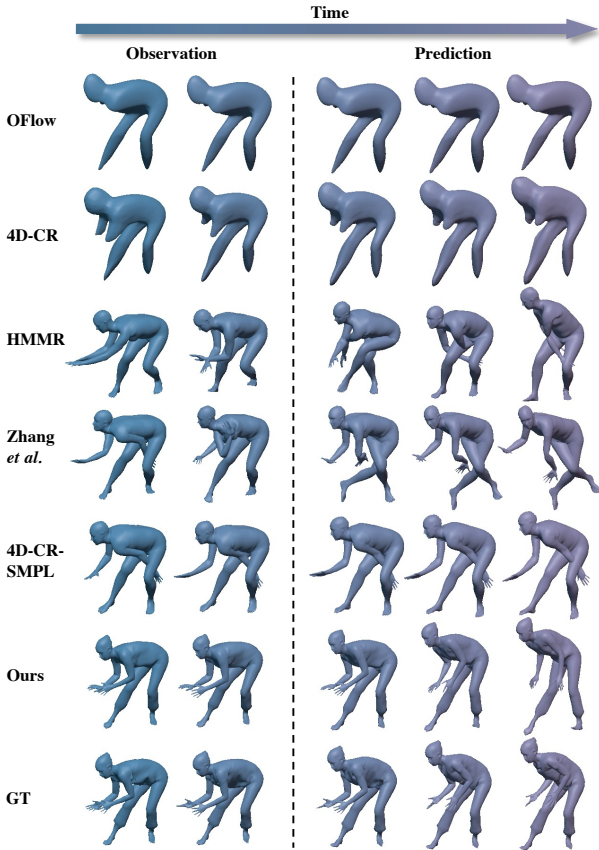 Time
Observation
Prediction
OFlow
4D-CR
HMMR
Zhang
et al.
4D-CR-
SMPL
Ours
GT